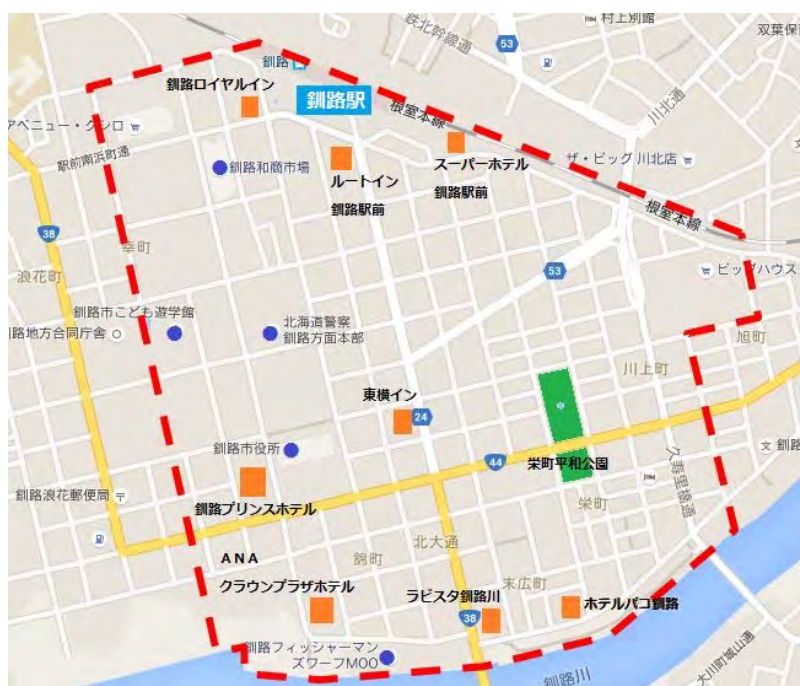 鉄北幹線通
53
村上別館
双葉保
釧路
釧路駅
釧路ロイヤルイン
根室本線
川北通
アベニュー・クシロ
駅前南浜町通
釧路和商市場
ルートイン
釧路駅前
スーパーホテル
釧路駅前
ザ・ビッグ 川北店
根室本線
38
幸町
浪花町
53
ビッグハウス
釧路市こども遊学館
釧路地方合同庁舎
北海道警察
釧路方面本部
旭町
川上町
東横イン
24
釧路市役所
44
栄町平和公園
久寿里橋通
文 釧路
釧路浪花郵便局
釧路プリンスホテル
栄町
北大通
ANA
クラウンプラザホテル
錦町
末広町
ラビスタ釧路川
38
ホテルパコ釧路
釧路フィッシャーマン
ズワーフMOO
釧路川
大川町城山通